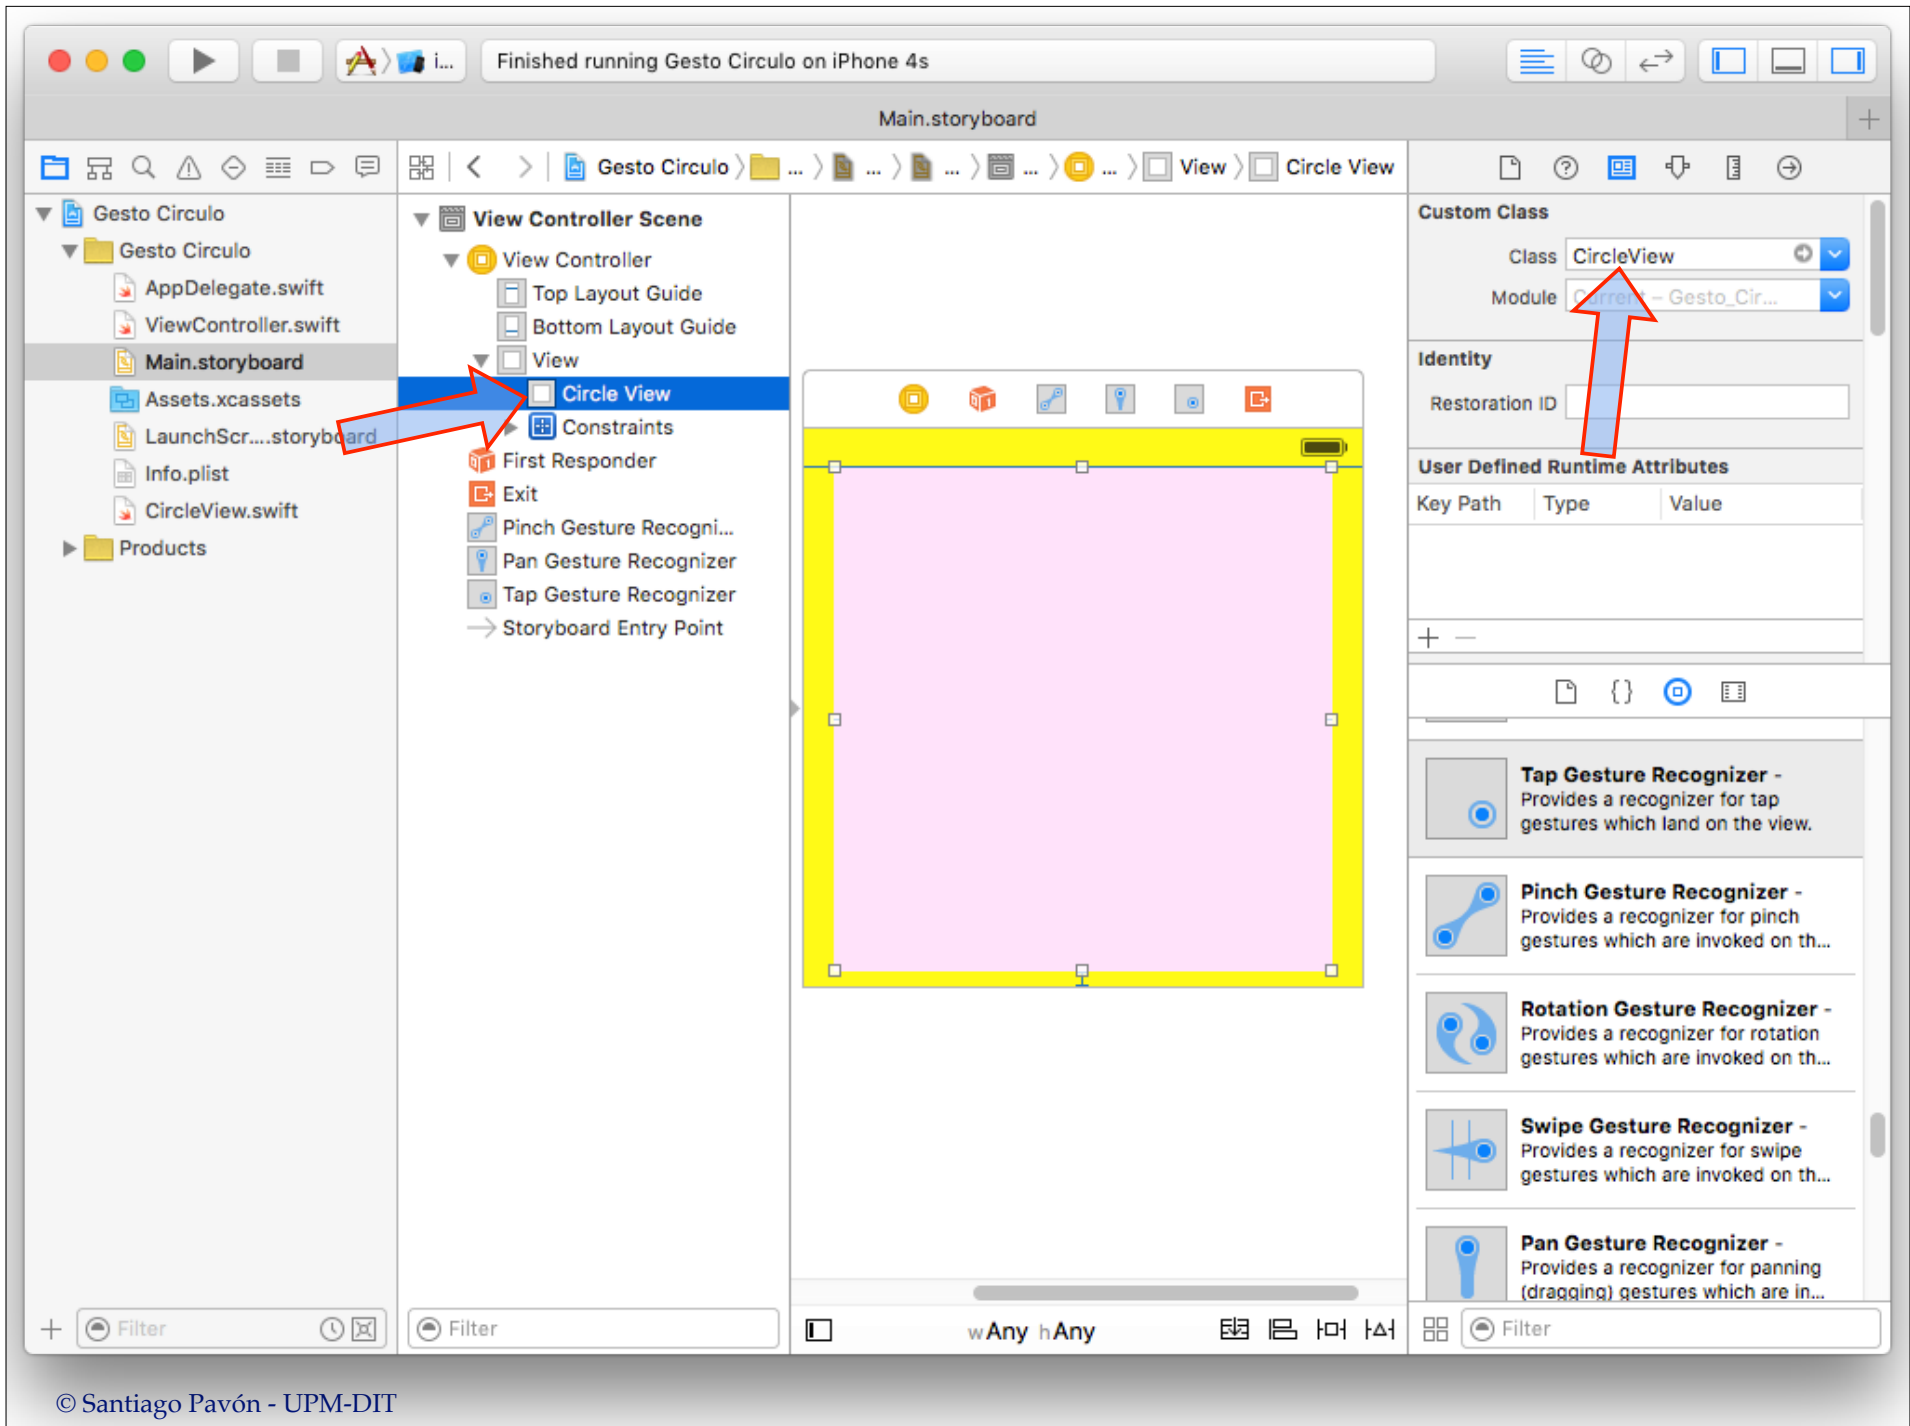 i...
Finished running Gesto Circulo on iPhone 4s
Main.storyboard
Gesto Circulo
...
...
...
...
...
View
Circle View
Gesto Circulo
Gesto Circulo
AppDelegate.swift
ViewController.swift
Main.storyboard
Assets.xcassets
LaunchScr....storyboard
Info.plist
CircleView.swift
Products
Filter
View Controller Scene
View Controller
Top Layout Guide
Bottom Layout Guide
View
Circle View
Constraints
First Responder
Exit
Pinch Gesture Recogni...
Pan Gesture Recognizer
Tap Gesture Recognizer
Storyboard Entry Point
Filter
wAny hAny
Custom Class
Class CircleView
Module Current – Gesto_Cir...
Identity
Restoration ID
User Defined Runtime Attributes
Key Path Type Value
Tap Gesture Recognizer -
Provides a recognizer for tap
gestures which land on the view.
Pinch Gesture Recognizer -
Provides a recognizer for pinch
gestures which are invoked on th...
Rotation Gesture Recognizer -
Provides a recognizer for rotation
gestures which are invoked on th...
Swipe Gesture Recognizer -
Provides a recognizer for swipe
gestures which are invoked on th...
Pan Gesture Recognizer -
Provides a recognizer for panning
(dragging) gestures which are in...
Filter
© Santiago Pavón - UPM-DIT